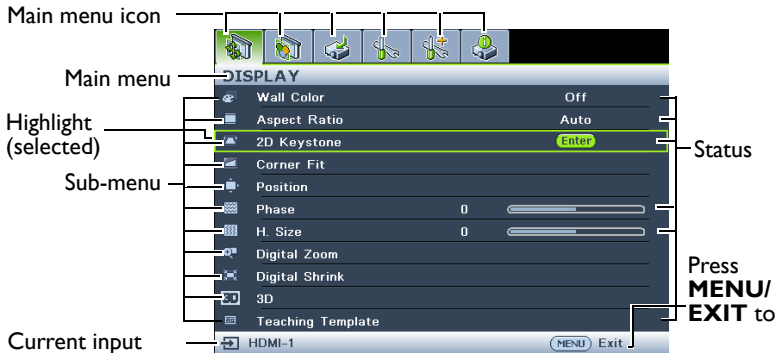 Main menu icon
Main menu
DISPLAY
Wall Color Off
Highlight
(selected)
Aspect Ratio Auto
2D Keystone Enter
Status
Corner Fit
Sub-menu
Position
Phase 0
H. Size 0
Digital Zoom
Digital Shrink
3D 3D
Teaching Template
Press
MENU/
EXIT to
Current input
HDMI-1
MENU Exit